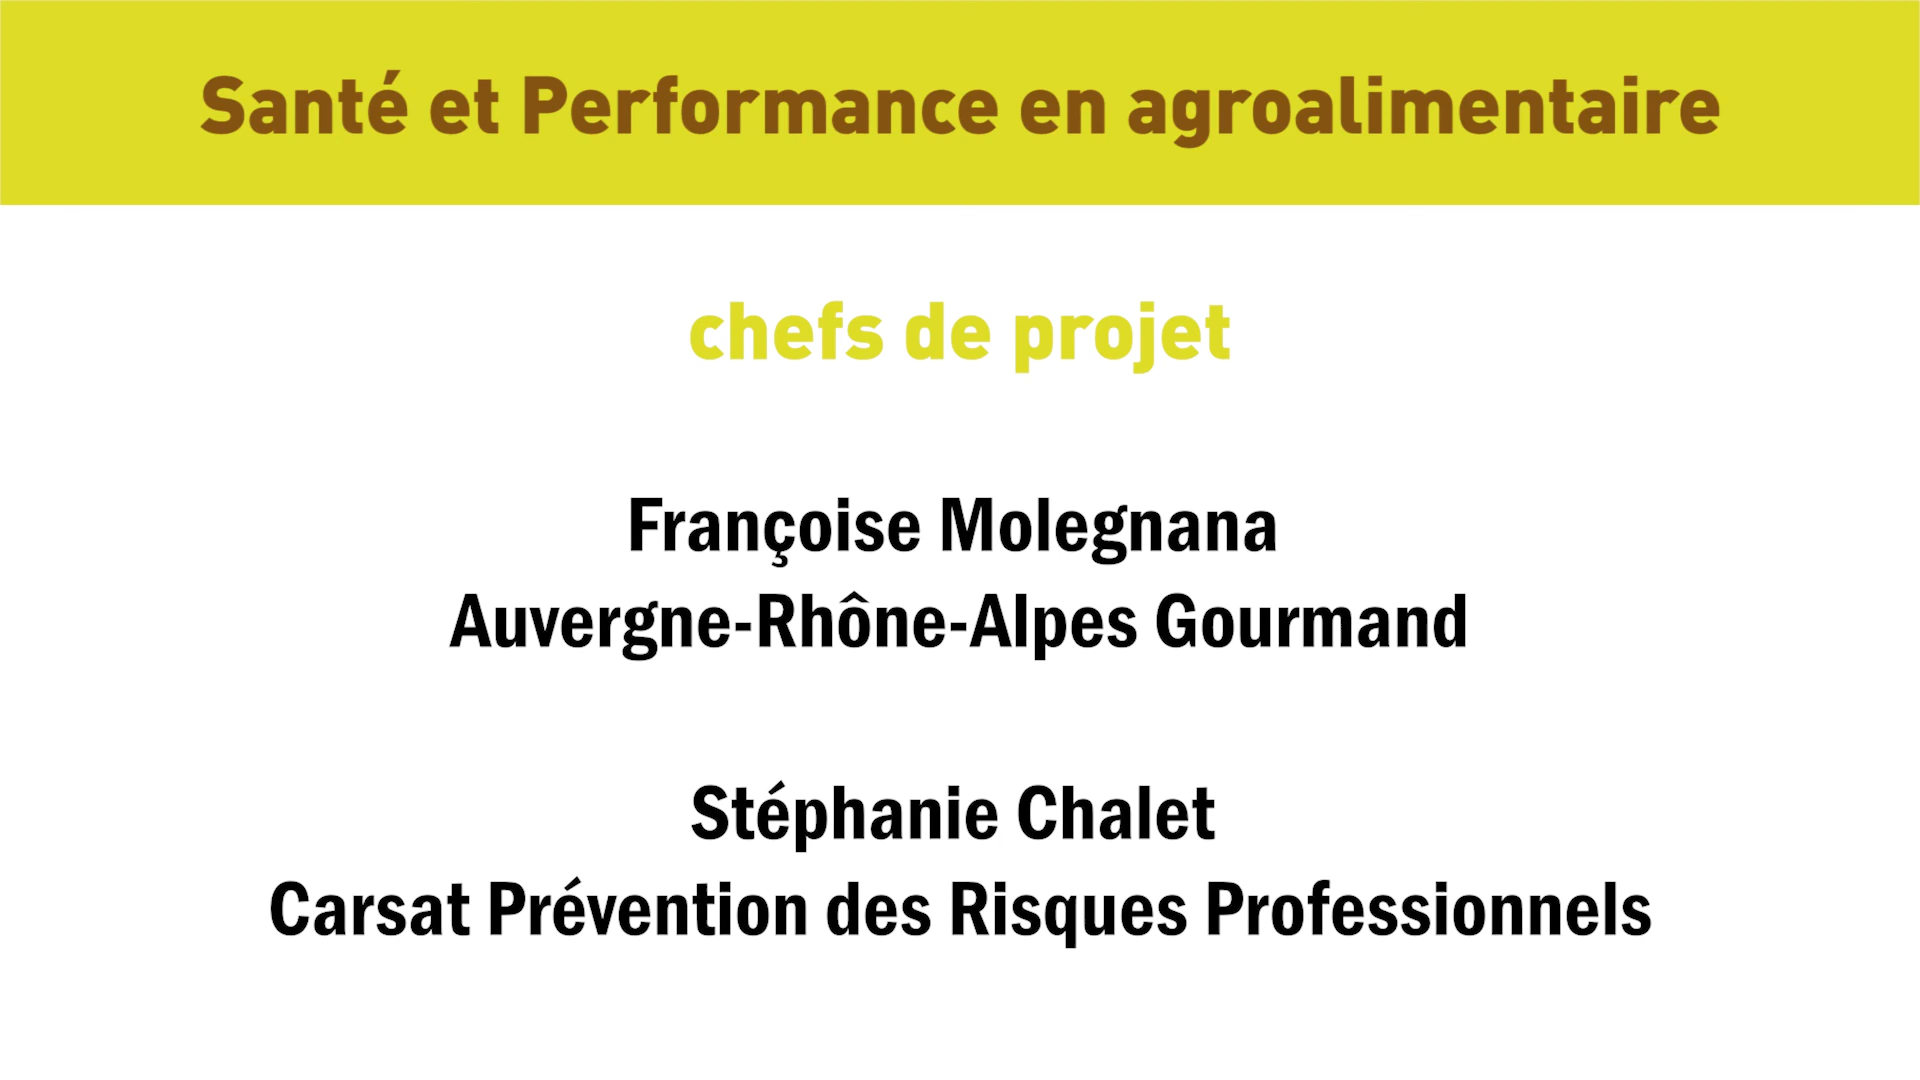 Santé et Performance en agroalimentaire
chefs de projet
Françoise Molegnana
Auvergne-Rhône-Alpes Gourmand
Stéphanie Chalet
Carsat Prévention des Risques Professionnels